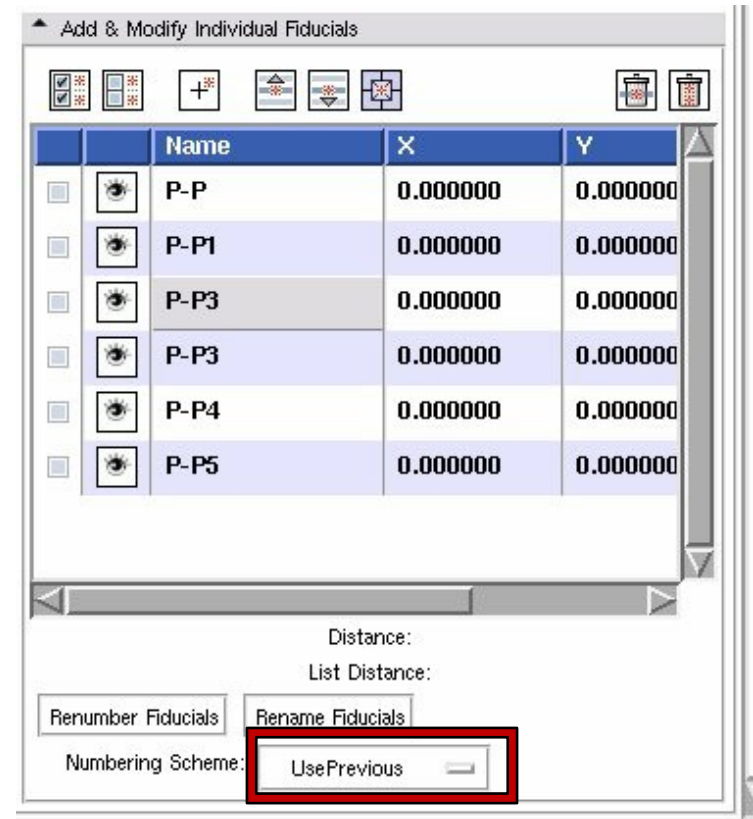 Add & Modify Individual Fiducials
Name X Y
P-P 0.000000 0.000000
P-P1 0.000000 0.000000
P-P3 0.000000 0.000000
P-P3 0.000000 0.000000
P-P4 0.000000 0.000000
P-P5 0.000000 0.000000
Distance:
List Distance:
Renumber Fiducials Rename Fiducials
Numbering Scheme: UsePrevious